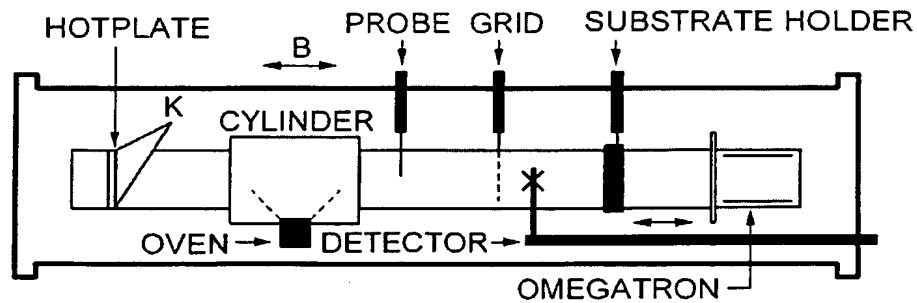 HOTPLATE
B
PROBE GRID SUBSTRATE HOLDER
K
CYLINDER
OVEN
DETECTOR
OMEGATRON